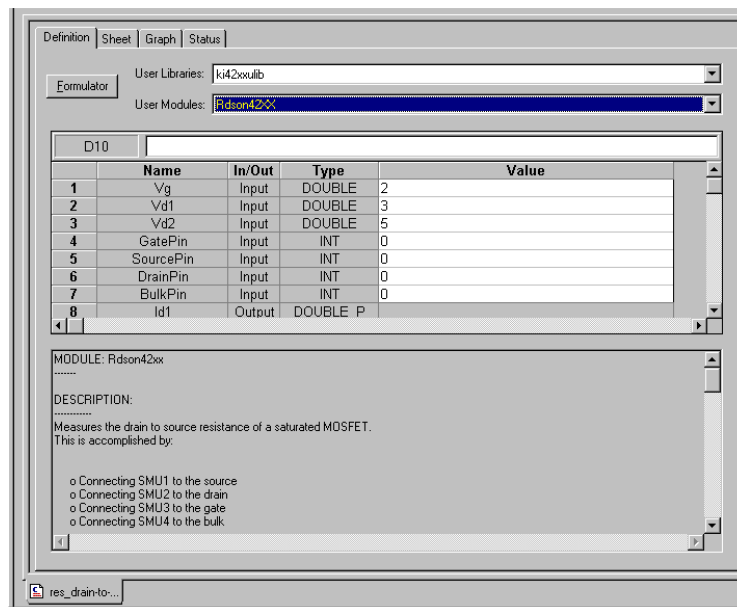 Definition Sheet Graph Status
Formulator
User Libraries: ki42xxulib
User Modules: Rdson42XX
D10
Name In/Out Type Value
1 Vg Input DOUBLE 2
2 Vd1 Input DOUBLE 3
3 Vd2 Input DOUBLE 5
4 GatePin Input INT 0
5 SourcePin Input INT 0
6 DrainPin Input INT 0
7 BulkPin Input INT 0
8 Id1 Output DOUBLE_P
MODULE: Rdson42xx
-------
DESCRIPTION:
------------
Measures the drain to source resistance of a saturated MOSFET.
This is accomplished by:
o Connecting SMU1 to the source
o Connecting SMU2 to the drain
o Connecting SMU3 to the gate
o Connecting SMU4 to the bulk
res_drain-to-...